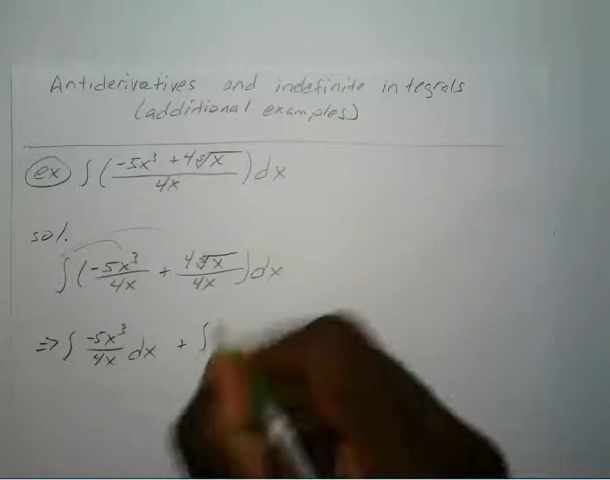 Antiderivatives and indefinite integrals
(additional examples)
ex ∫ ( (-5x³ + 4∛x) / 4x ) dx
sol.
∫ ( -5x³ / 4x + 4∛x / 4x ) dx
=> ∫ -5x³ / 4x dx + ∫